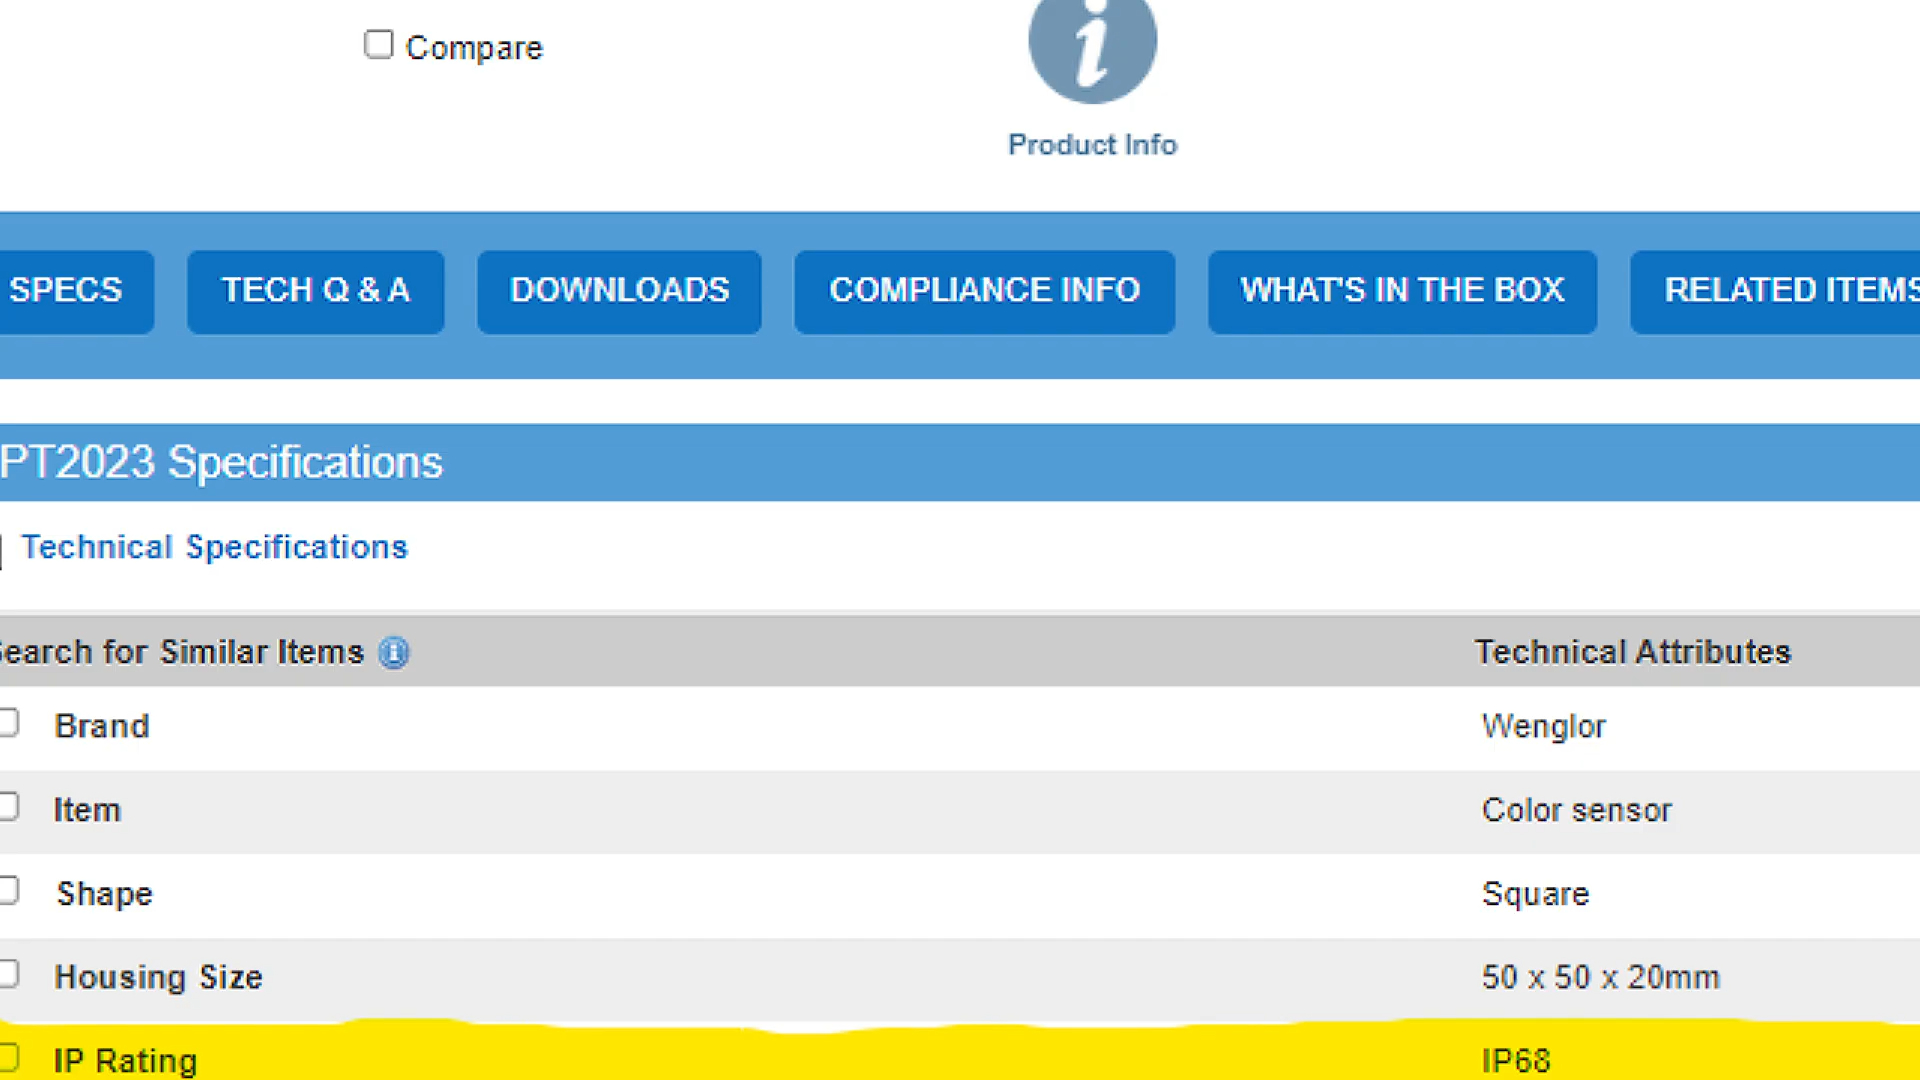 Compare
Product Info
SPECS TECH Q & A DOWNLOADS COMPLIANCE INFO WHAT'S IN THE BOX RELATED ITEMS
PT2023 Specifications
Technical Specifications
Search for Similar Items Technical Attributes
Brand Wenglor
Item Color sensor
Shape Square
Housing Size 50 x 50 x 20mm
IP Rating IP68